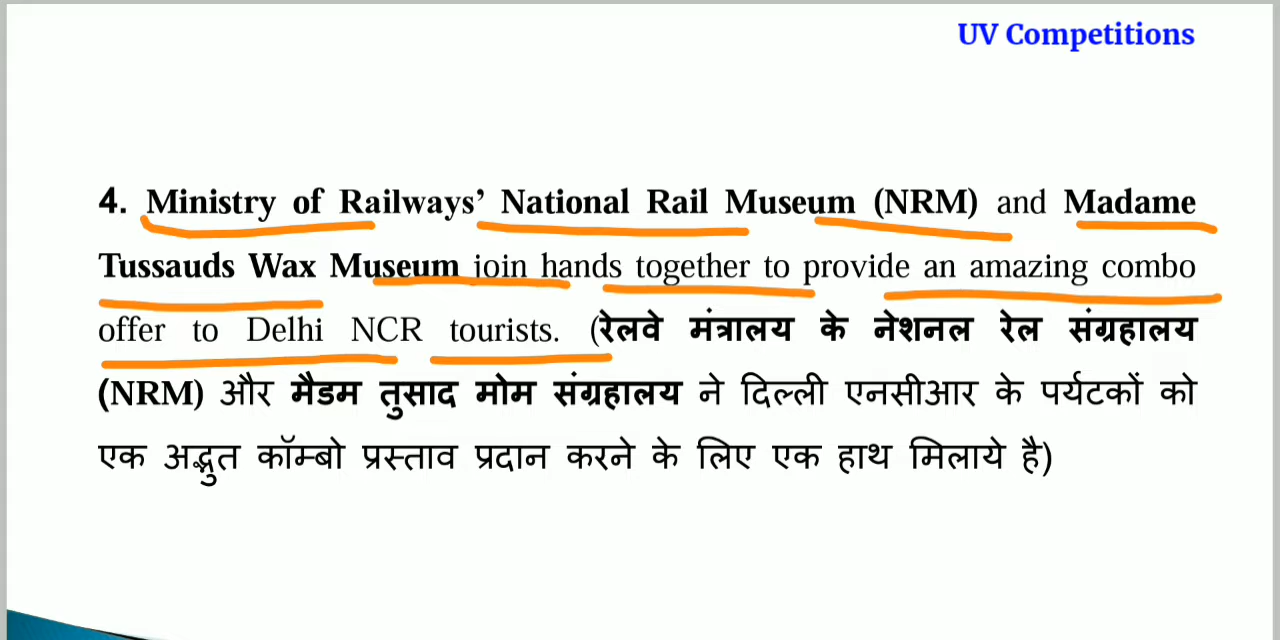 UV Competitions
4. Ministry of Railways’ National Rail Museum (NRM) and Madame
Tussauds Wax Museum join hands together to provide an amazing combo
offer to Delhi NCR tourists. (रेलवे मंत्रालय के नेशनल रेल संग्रहालय
(NRM) और मैडम तुसाद मोम संग्रहालय ने दिल्ली एनसीआर के पर्यटकों को
एक अद्भुत कॉम्बो प्रस्ताव प्रदान करने के लिए एक हाथ मिलाये है)